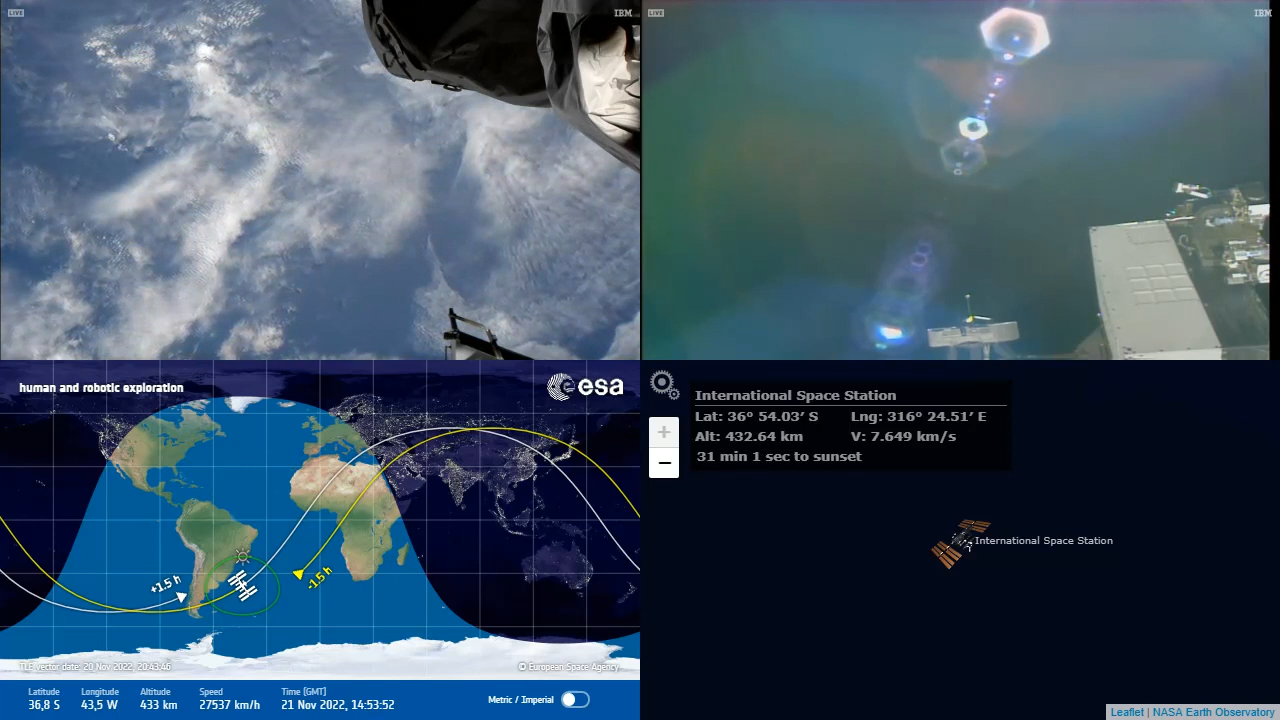 LIVE
IBM
LIVE
IBM
human and robotic exploration
esa
+1.5 h
-1.5 h
TLE vector date: 20 Nov 2022, 20:43:46
© European Space Agency
Latitude
36,8 S
Longitude
43,5 W
Altitude
433 km
Speed
27537 km/h
Time (GMT)
21 Nov 2022, 14:53:52
Metric / Imperial
+
−
International Space Station
Lat: 36° 54.03′ S
Lng: 316° 24.51′ E
Alt: 432.64 km
V: 7.649 km/s
31 min 1 sec to sunset
International Space Station
Leaflet | NASA Earth Observatory